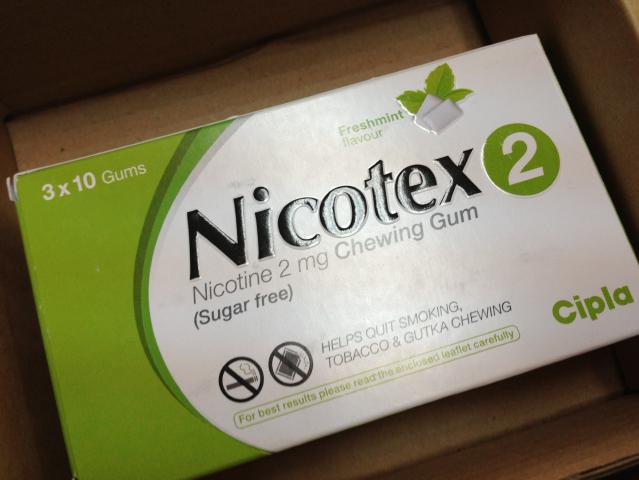 Freshmint
flavour
3 x 10 Gums
Nicotex 2
Nicotine 2 mg Chewing Gum
(Sugar free)
Cipla
HELPS QUIT SMOKING,
TOBACCO & GUTKA CHEWING
For best results please read the enclosed leaflet carefully